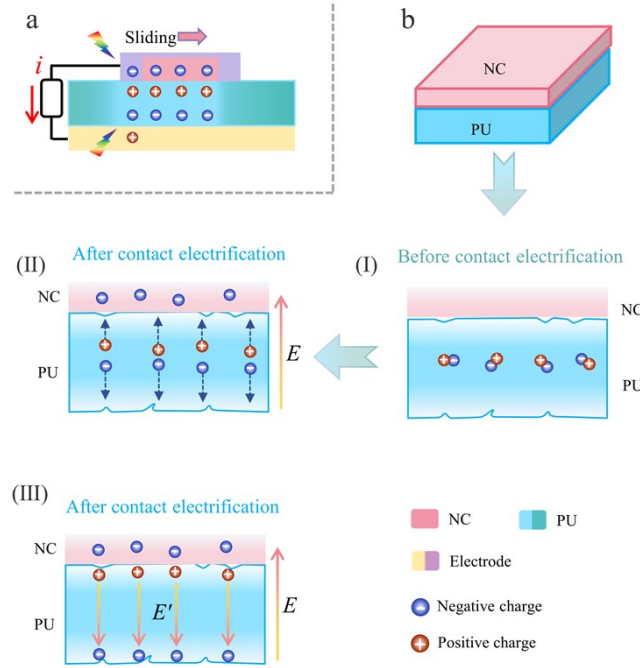 a
Sliding
i
b
NC
PU
(II)
After contact electrification
NC
PU
E
(I)
Before contact electrification
NC
PU
(III)
After contact electrification
NC
PU
E'
E
NC
PU
Electrode
Negative charge
Positive charge